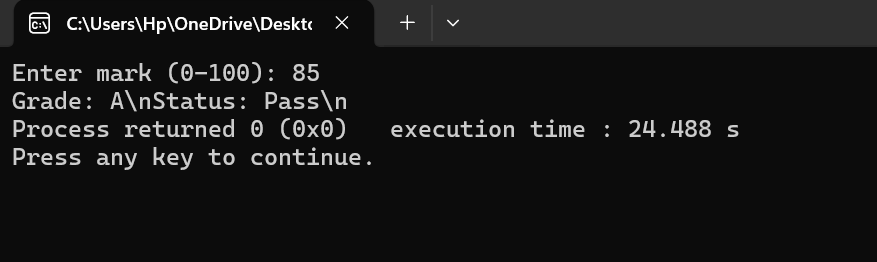 C:\Users\Hp\OneDrive\Deskto
Enter mark (0-100): 85
Grade: A\nStatus: Pass\n
Process returned 0 (0x0)   execution time : 24.488 s
Press any key to continue.